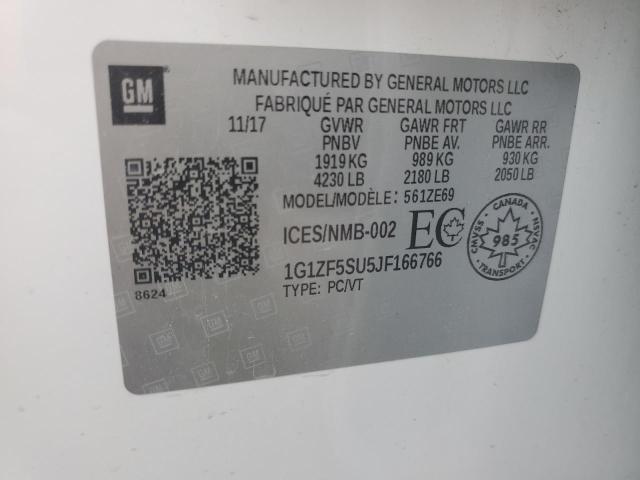 GM
MANUFACTURED BY GENERAL MOTORS LLC
FABRIQUÉ PAR GENERAL MOTORS LLC
11/17 GVWR GAWR FRT GAWR RR
PNBV PNBE AV. PNBE ARR.
1919 KG 989 KG 930 KG
4230 LB 2180 LB 2050 LB
MODEL/MODÈLE: 561ZE69
ICES/NMB-002 EC
CANADA
CMVSS 985 NSVAC
TRANSPORT
1G1ZF5SU5JF166766
TYPE: PC/VT
8624